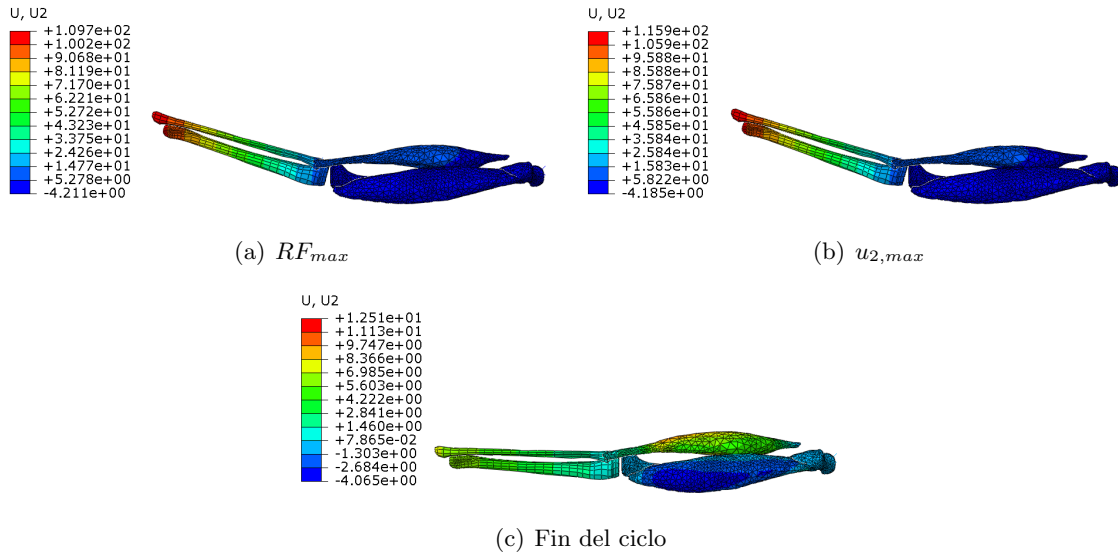 U, U2
+1.097e+02
+1.002e+02
+9.068e+01
+8.119e+01
+7.170e+01
+6.221e+01
+5.272e+01
+4.323e+01
+3.375e+01
+2.426e+01
+1.477e+01
+5.278e+00
-4.211e+00
(a) RFmax
U, U2
+1.159e+02
+1.059e+02
+9.588e+01
+8.588e+01
+7.587e+01
+6.586e+01
+5.586e+01
+4.585e+01
+3.584e+01
+2.584e+01
+1.583e+01
+5.822e+00
-4.185e+00
(b) u2,max
U, U2
+1.251e+01
+1.113e+01
+9.747e+00
+8.366e+00
+6.985e+00
+5.603e+00
+4.222e+00
+2.841e+00
+1.460e+00
+7.865e-02
-1.303e+00
-2.684e+00
-4.065e+00
(c) Fin del ciclo